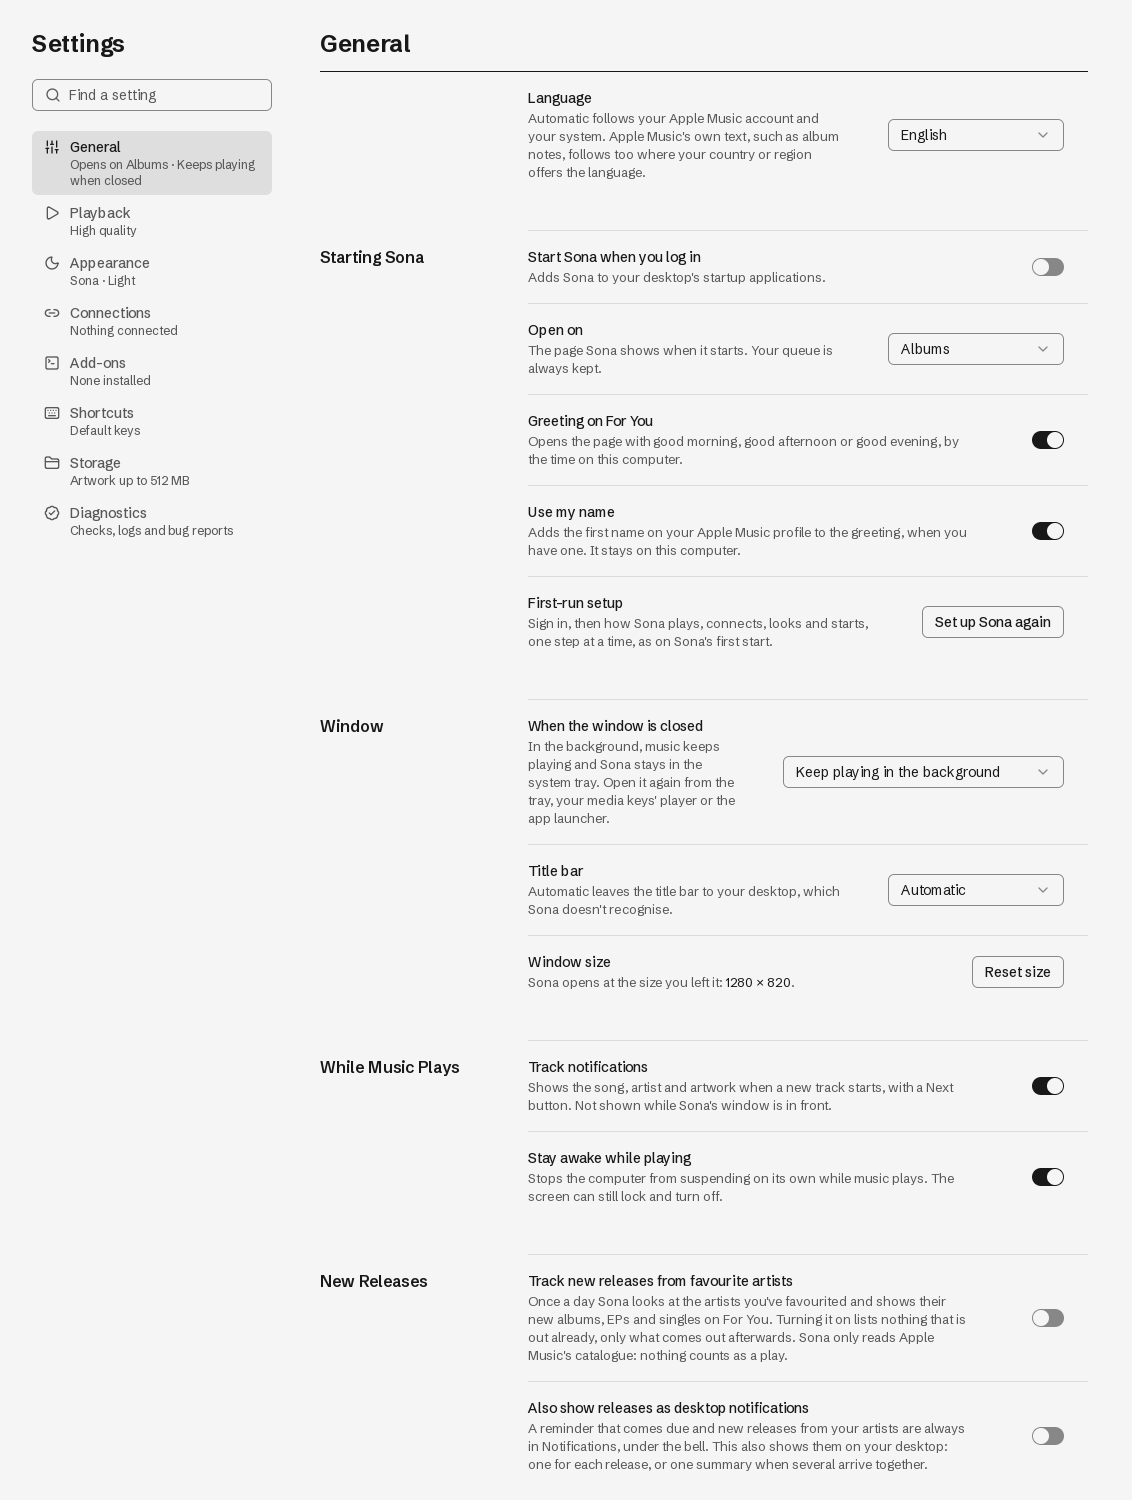 Settings
Find a setting
General
Opens on Albums · Keeps playing
when closed
Playback
High quality
Appearance
Sona · Light
Connections
Nothing connected
Add-ons
None installed
Shortcuts
Default keys
Storage
Artwork up to 512 MB
Diagnostics
Checks, logs and bug reports
General
Language
Automatic follows your Apple Music account and
your system. Apple Music's own text, such as album
notes, follows too where your country or region
offers the language.
English
Starting Sona
Start Sona when you log in
Adds Sona to your desktop's startup applications.
Open on
The page Sona shows when it starts. Your queue is
always kept.
Albums
Greeting on For You
Opens the page with good morning, good afternoon or good evening, by
the time on this computer.
Use my name
Adds the first name on your Apple Music profile to the greeting, when you
have one. It stays on this computer.
First-run setup
Sign in, then how Sona plays, connects, looks and starts,
one step at a time, as on Sona's first start.
Set up Sona again
Window
When the window is closed
In the background, music keeps
playing and Sona stays in the
system tray. Open it again from the
tray, your media keys' player or the
app launcher.
Keep playing in the background
Title bar
Automatic leaves the title bar to your desktop, which
Sona doesn't recognise.
Automatic
Window size
Sona opens at the size you left it: 1280 × 820.
Reset size
While Music Plays
Track notifications
Shows the song, artist and artwork when a new track starts, with a Next
button. Not shown while Sona's window is in front.
Stay awake while playing
Stops the computer from suspending on its own while music plays. The
screen can still lock and turn off.
New Releases
Track new releases from favourite artists
Once a day Sona looks at the artists you've favourited and shows their
new albums, EPs and singles on For You. Turning it on lists nothing that is
out already, only what comes out afterwards. Sona only reads Apple
Music's catalogue: nothing counts as a play.
Also show releases as desktop notifications
A reminder that comes due and new releases from your artists are always
in Notifications, under the bell. This also shows them on your desktop:
one for each release, or one summary when several arrive together.